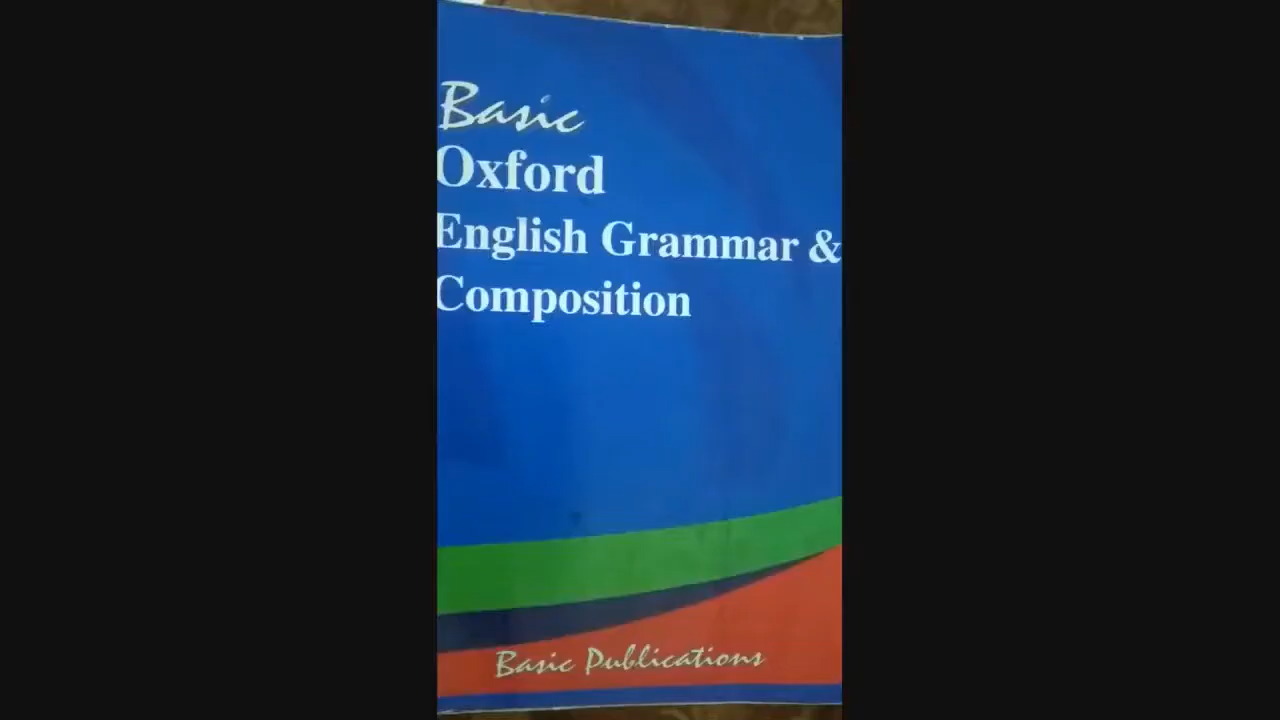 Basic
Oxford
English Grammar &
Composition
Basic Publications